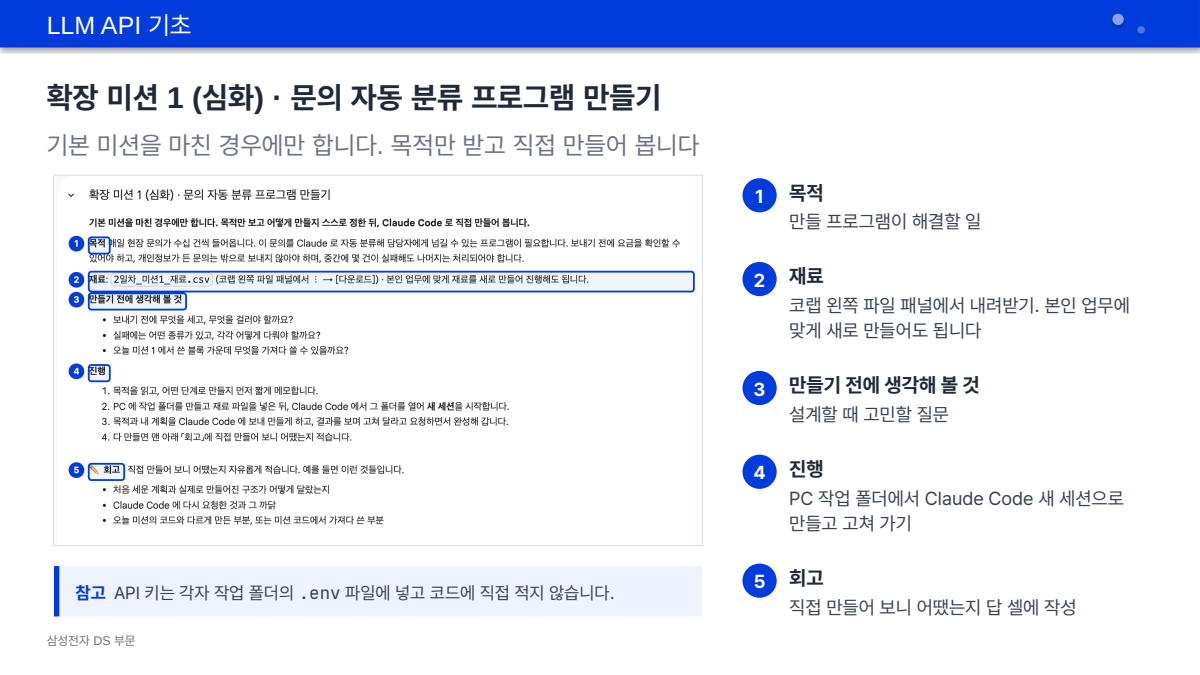 LLM API 기초
확장 미션 1 (심화) · 문의 자동 분류 프로그램 만들기
기본 미션을 마친 경우에만 합니다. 목적만 받고 직접 만들어 봅니다
확장 미션 1 (심화) · 문의 자동 분류 프로그램 만들기
기본 미션을 마친 경우에만 합니다. 목적만 보고 어떻게 만들지 스스로 정한 뒤, Claude Code 로 직접 만들어 봅니다.
1 목적 매일 현장 문의가 수십 건씩 들어옵니다. 이 문의를 Claude 로 자동 분류해 담당자에게 넘길 수 있는 프로그램이 필요합니다. 보내기 전에 요금을 확인할 수
있어야 하고, 개인정보가 든 문의는 밖으로 보내지 않아야 하며, 중간에 몇 건이 실패해도 나머지는 처리되어야 합니다.
2 재료: 2일차_미션1_재료.csv (코랩 왼쪽 파일 패널에서 ⋮ → [다운로드]) · 본인 업무에 맞게 재료를 새로 만들어 진행해도 됩니다.
3 만들기 전에 생각해 볼 것
• 보내기 전에 무엇을 세고, 무엇을 걸러야 할까요?
• 실패에는 어떤 종류가 있고, 각각 어떻게 다뤄야 할까요?
• 오늘 미션 1 에서 쓴 블록 가운데 무엇을 가져다 쓸 수 있을까요?
4 진행
1. 목적을 읽고, 어떤 단계로 만들지 먼저 짧게 메모합니다.
2. PC 에 작업 폴더를 만들고 재료 파일을 넣은 뒤, Claude Code 에서 그 폴더를 열어 새 세션을 시작합니다.
3. 목적과 내 계획을 Claude Code 에 보내 만들게 하고, 결과를 보며 고쳐 달라고 요청하면서 완성해 갑니다.
4. 다 만들면 맨 아래 「회고」에 직접 만들어 보니 어땠는지 적습니다.
5 ✏️ 회고 직접 만들어 보니 어땠는지 자유롭게 적습니다. 예를 들면 이런 것들입니다.
• 처음 세운 계획과 실제로 만들어진 구조가 어떻게 달랐는지
• Claude Code 에 다시 요청한 것과 그 까닭
• 오늘 미션의 코드와 다르게 만든 부분, 또는 미션 코드에서 가져다 쓴 부분
참고 API 키는 각자 작업 폴더의 .env 파일에 넣고 코드에 직접 적지 않습니다.
1 목적
만들 프로그램이 해결할 일
2 재료
코랩 왼쪽 파일 패널에서 내려받기. 본인 업무에
맞게 새로 만들어도 됩니다
3 만들기 전에 생각해 볼 것
설계할 때 고민할 질문
4 진행
PC 작업 폴더에서 Claude Code 새 세션으로
만들고 고쳐 가기
5 회고
직접 만들어 보니 어땠는지 답 셀에 작성
삼성전자 DS 부문